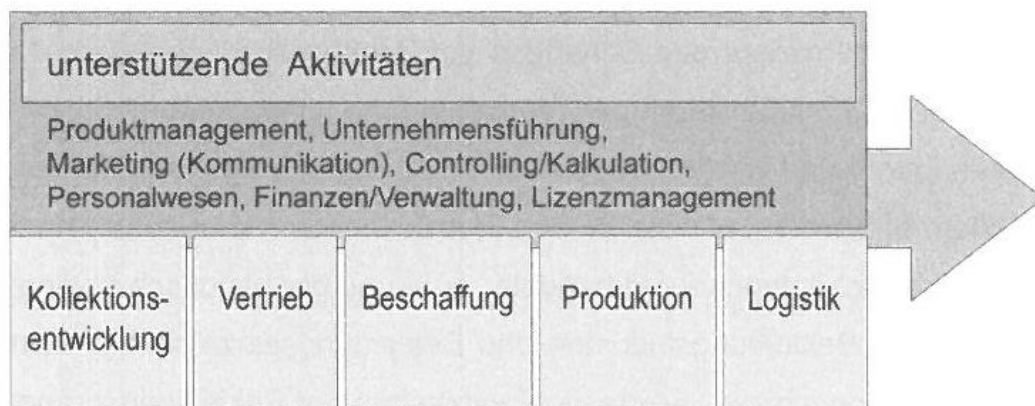 unterstützende Aktivitäten
Produktmanagement, Unternehmensführung,
Marketing (Kommunikation), Controlling/Kalkulation,
Personalwesen, Finanzen/Verwaltung, Lizenzmanagement
Kollektions-
entwicklung
Vertrieb
Beschaffung
Produktion
Logistik